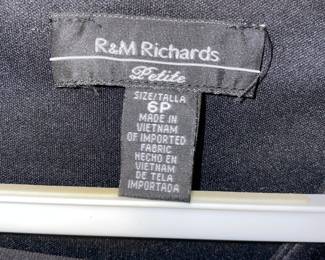 R&M Richards
Petite
SIZE/TALLA
6P
MADE IN
VIETNAM
OF IMPORTED
FABRIC
HECHO EN
VIETNAM
DE TELA
IMPORTADA